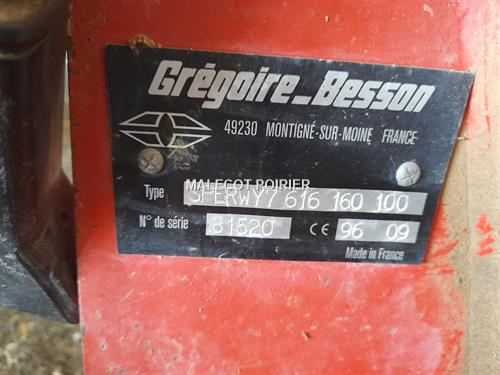 Grégoire_Besson
49230 MONTIGNÉ-SUR-MOINE FRANCE
Type SPERWY7 616 160 100
MALECOT POIRIER
N° de série 81520 CE 96 09
Made in France